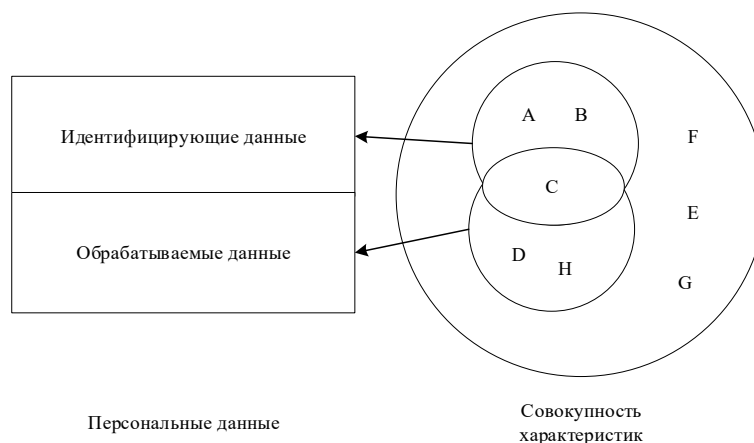 Идентифицирующие данные
Обрабатываемые данные
A B
C
D
H
F
E
G
Персональные данные
Совокупность
характеристик